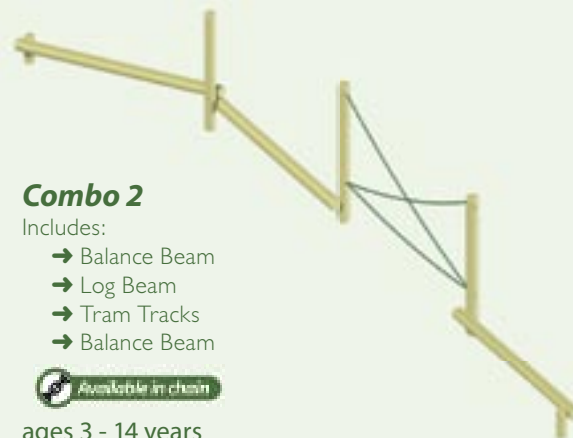 Combo 2
Includes:
➜ Balance Beam
➜ Log Beam
➜ Tram Tracks
➜ Balance Beam
Available in chain
ages 3 - 14 years